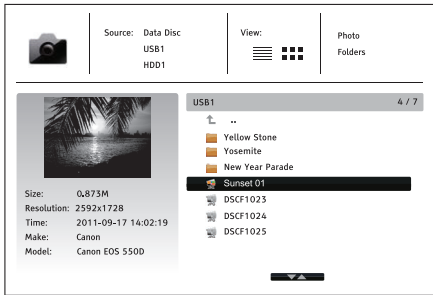 Source: Data Disc
USB1
HDD1
View:
Photo
Folders
USB1 4 / 7
..
Yellow Stone
Yosemite
New Year Parade
Sunset 01
DSCF1023
DSCF1024
DSCF1025
Size: 0.873M
Resolution: 2592x1728
Time: 2011-09-17 14:02:19
Make: Canon
Model: Canon EOS 550D